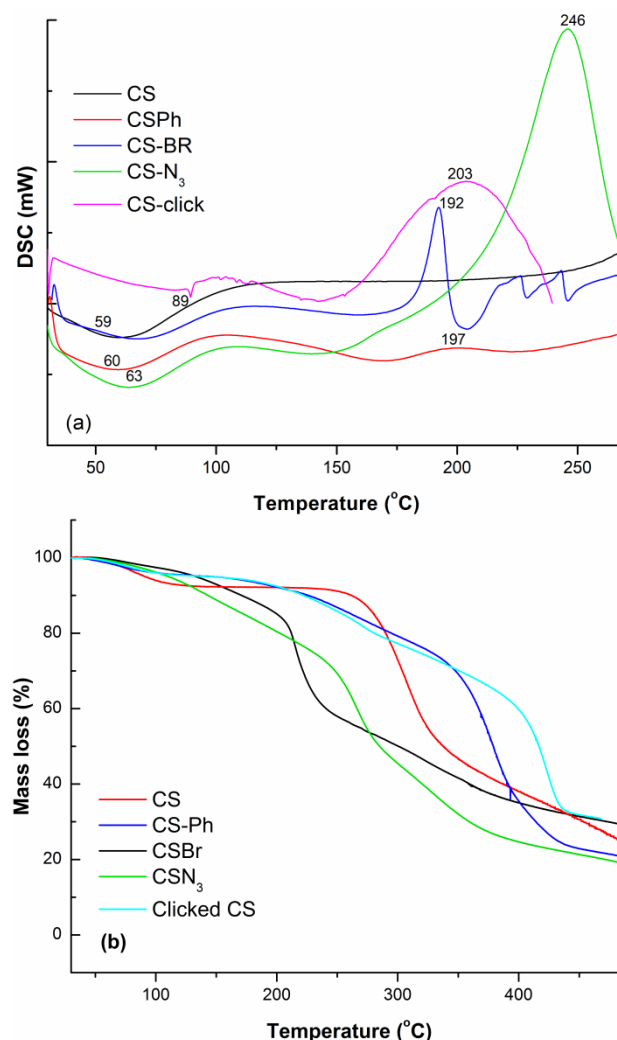 246
CS
CSPh
CS-BR
CS-N₃
CS-click
203
192
89
59
60
63
197
DSC (mW)
(a)
50 100 150 200 250
Temperature (°C)
100
80
60
40
20
0
Mass loss (%)
CS
CS-Ph
CSBr
CSN₃
Clicked CS
(b)
100 200 300 400
Temperature (°C)